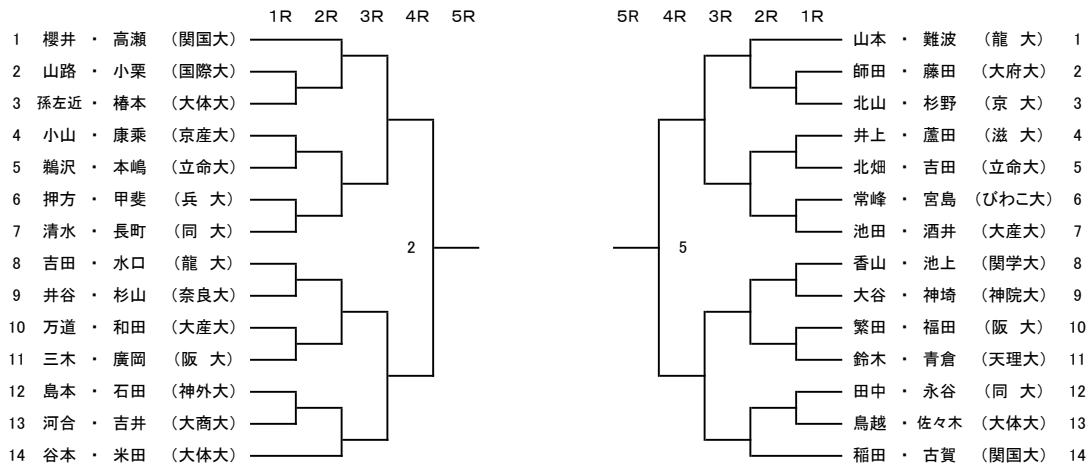 1R 2R 3R 4R 5R
1 櫻井 ・ 高瀬 (関国大)
2 山路 ・ 小栗 (国際大)
3 孫左近 ・ 椿本 (大体大)
4 小山 ・ 康乘 (京産大)
5 鵜沢 ・ 本嶋 (立命大)
6 押方 ・ 甲斐 (兵 大)
7 清水 ・ 長町 (同 大)
8 吉田 ・ 水口 (龍 大)
9 井谷 ・ 杉山 (奈良大)
10 万道 ・ 和田 (大産大)
11 三木 ・ 廣岡 (阪 大)
12 島本 ・ 石田 (神外大)
13 河合 ・ 吉井 (大商大)
14 谷本 ・ 米田 (大体大)
2
5R 4R 3R 2R 1R
山本 ・ 難波 (龍 大) 1
師田 ・ 藤田 (大府大) 2
北山 ・ 杉野 (京 大) 3
井上 ・ 蘆田 (滋 大) 4
北畑 ・ 吉田 (立命大) 5
常峰 ・ 宮島 (びわこ大) 6
池田 ・ 酒井 (大産大) 7
香山 ・ 池上 (関学大) 8
大谷 ・ 神埼 (神院大) 9
繁田 ・ 福田 (阪 大) 10
鈴木 ・ 青倉 (天理大) 11
田中 ・ 永谷 (同 大) 12
鳥越 ・ 佐々木 (大体大) 13
稲田 ・ 古賀 (関国大) 14
5